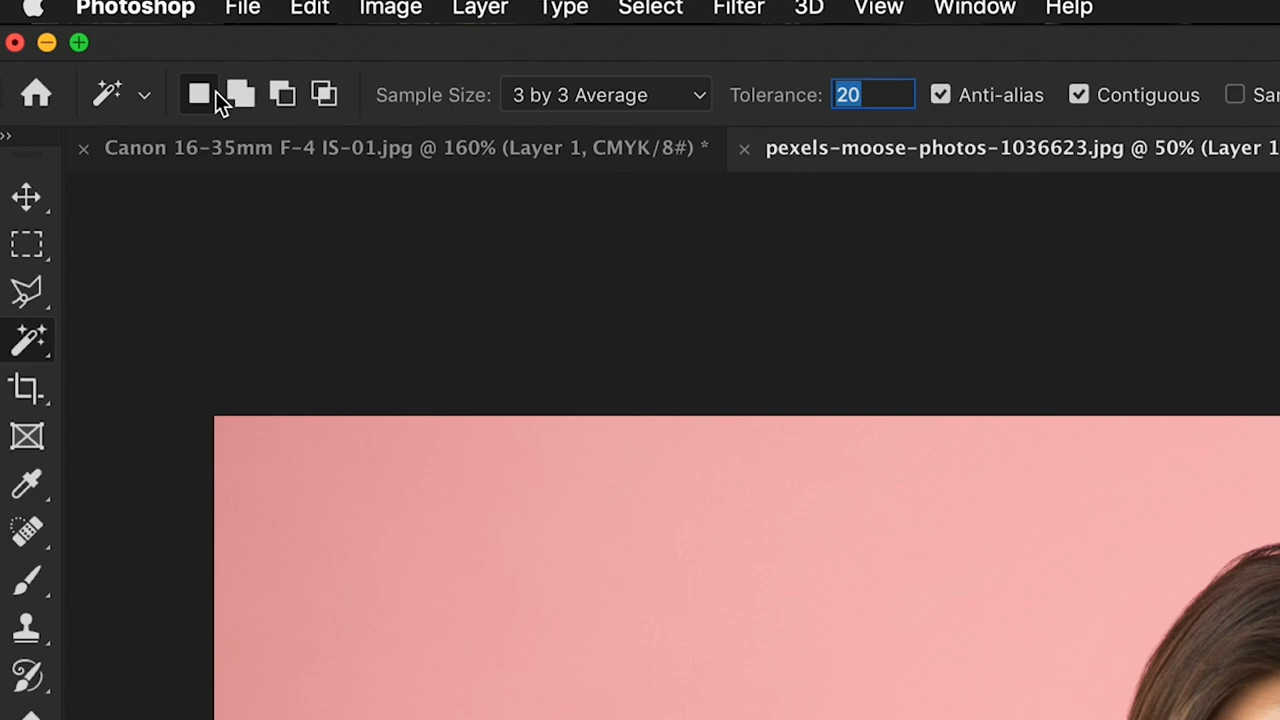 Photoshop File Edit Image Layer Type Select Filter 3D View Window Help
Sample Size: 3 by 3 Average Tolerance: 20 Anti-alias Contiguous
Canon 16-35mm F-4 IS-01.jpg @ 160% (Layer 1, CMYK/8#) * pexels-moose-photos-1036623.jpg @ 50% (Layer 1